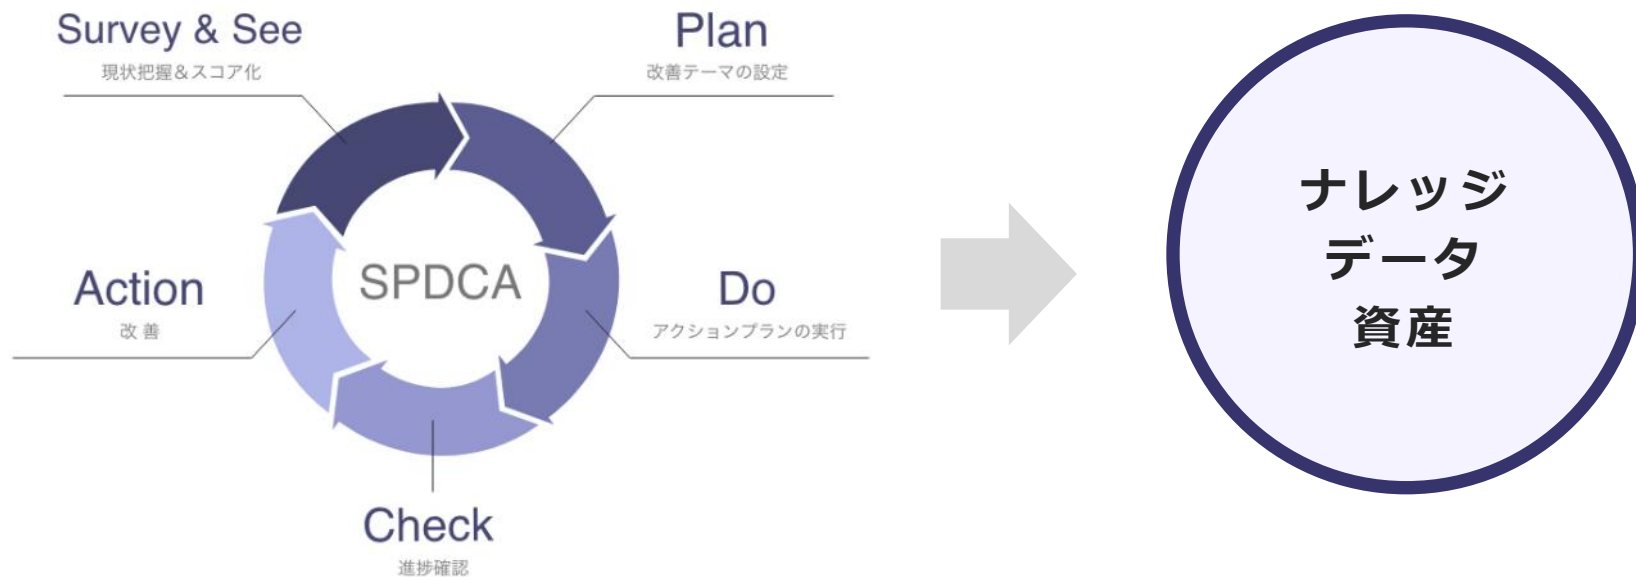 Survey & See
現状把握&スコア化
Plan
改善テーマの設定
Do
アクションプランの実行
Check
進捗確認
Action
改 善
SPDCA
ナレッジ
データ
資産